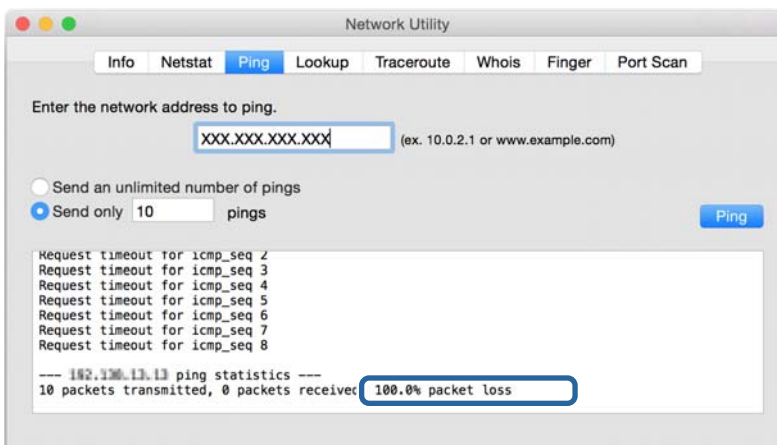 Network Utility
Info Netstat Ping Lookup Traceroute Whois Finger Port Scan
Enter the network address to ping.
XXX.XXX.XXX.XXX (ex. 10.0.2.1 or www.example.com)
Send an unlimited number of pings
Send only 10 pings
Ping
Request timeout for icmp_seq 2
Request timeout for icmp_seq 3
Request timeout for icmp_seq 4
Request timeout for icmp_seq 5
Request timeout for icmp_seq 6
Request timeout for icmp_seq 7
Request timeout for icmp_seq 8
--- ping statistics ---
10 packets transmitted, 0 packets received 100.0% packet loss